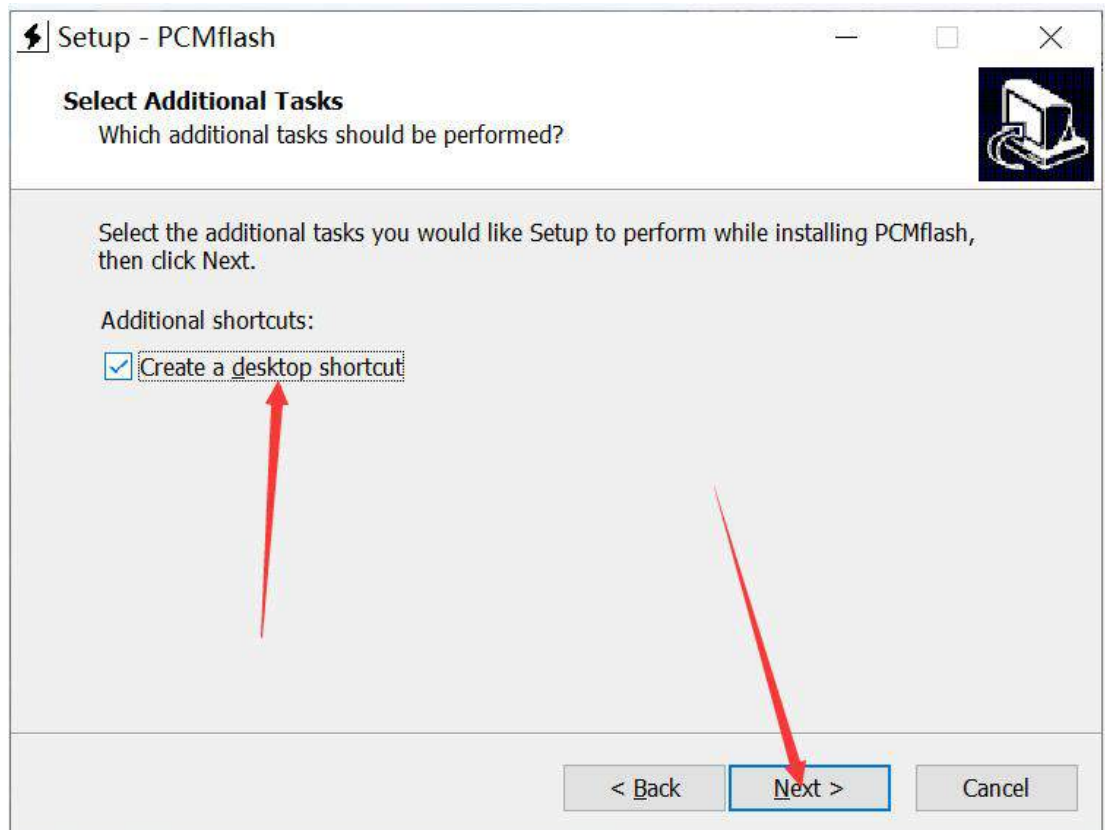 Setup - PCMflash
Select Additional Tasks
Which additional tasks should be performed?
Select the additional tasks you would like Setup to perform while installing PCMflash,
then click Next.
Additional shortcuts:
Create a desktop shortcut
< Back
Next >
Cancel